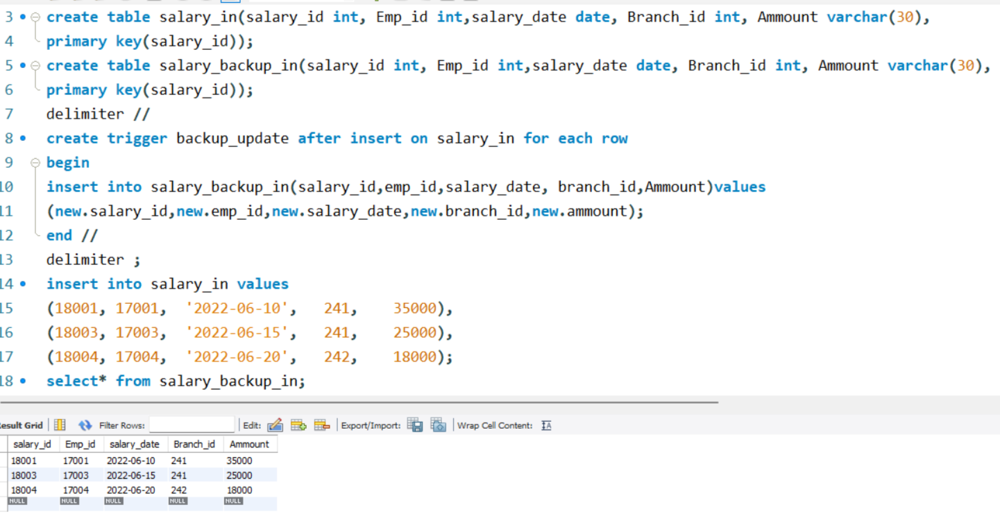 3 create table salary_in(salary_id int, Emp_id int,salary_date date, Branch_id int, Ammount varchar(30),
4 primary key(salary_id));
5 create table salary_backup_in(salary_id int, Emp_id int,salary_date date, Branch_id int, Ammount varchar(30),
6 primary key(salary_id));
7 delimiter //
8 create trigger backup_update after insert on salary_in for each row
9 begin
10 insert into salary_backup_in(salary_id,emp_id,salary_date, branch_id,Ammount)values
11 (new.salary_id,new.emp_id,new.salary_date,new.branch_id,new.ammount);
12 end //
13 delimiter ;
14 insert into salary_in values
15 (18001, 17001, '2022-06-10', 241, 35000),
16 (18003, 17003, '2022-06-15', 241, 25000),
17 (18004, 17004, '2022-06-20', 242, 18000);
18 select* from salary_backup_in;
Result Grid Filter Rows: Edit: Export/Import: Wrap Cell Content: IA
salary_id Emp_id salary_date Branch_id Ammount
18001 17001 2022-06-10 241 35000
18003 17003 2022-06-15 241 25000
18004 17004 2022-06-20 242 18000
NULL NULL NULL NULL NULL